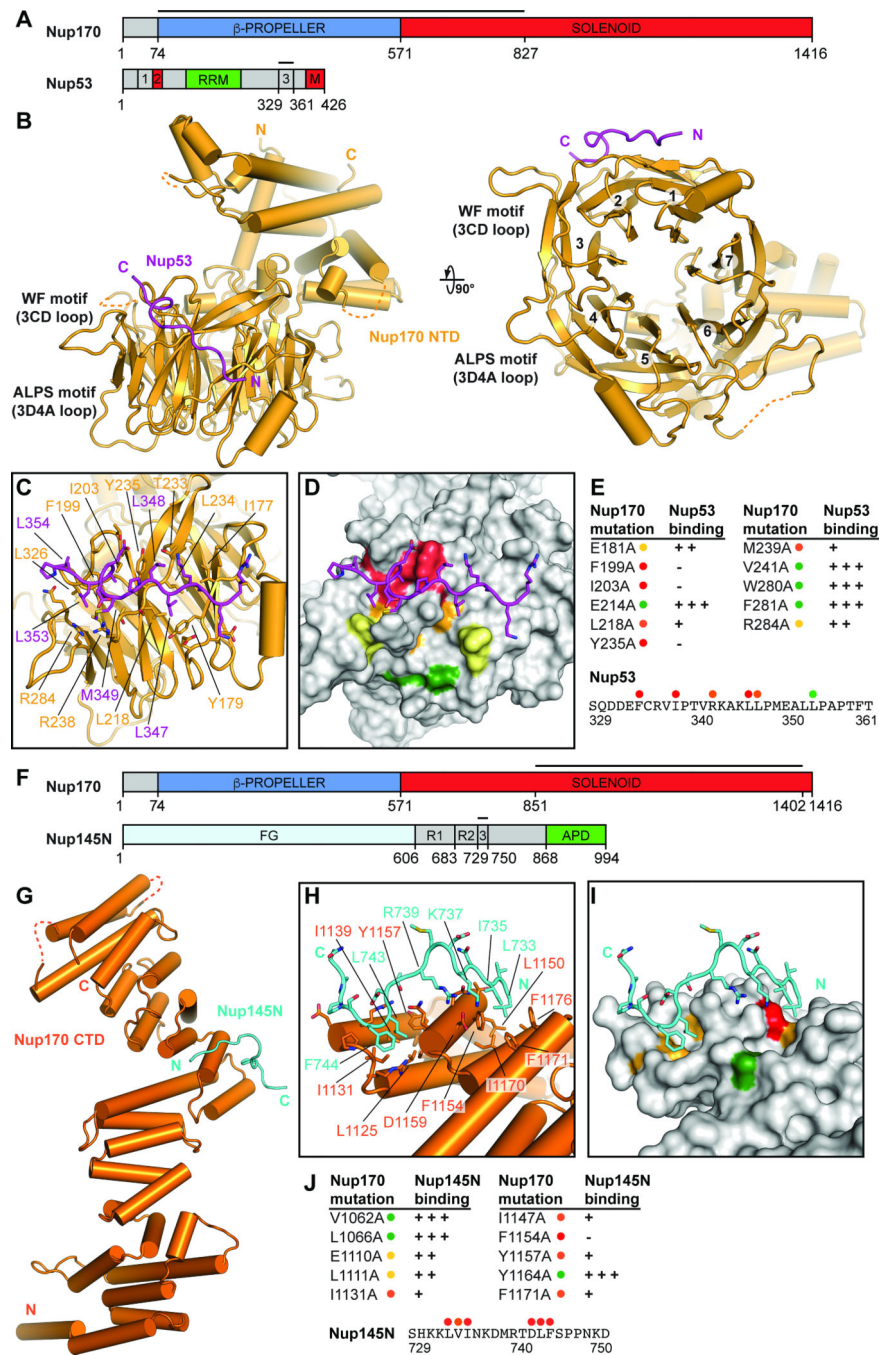 A
Nup170
β-PROPELLER SOLENOID
1 74 571 827 1416
Nup53
1 2 RRM 3 M
1 329 361 426
B
N
C
Nup53
C
WF motif
(3CD loop)
Nup170 NTD
ALPS motif
(3D4A loop)
N
90°
C N
WF motif
(3CD loop)
ALPS motif
(3D4A loop)
1
2
3
4
5
6
7
C
I203 Y235 L348 T233
F199 L234
L354 I177
L326
L353
R284
R238
M349
L218
L347
Y179
D
E
Nup170 mutation Nup53 binding Nup170 mutation Nup53 binding
E181A + + M239A +
F199A - V241A + + +
I203A - W280A + + +
E214A + + + F281A + + +
L218A + R284A + +
Y235A -
Nup53
SQDDEFCRVIPTVRKAKLLPMEALLPAPTFT
329 340 350 361
F
Nup170
β-PROPELLER SOLENOID
1 74 571 851 1402 1416
Nup145N
FG R1 R2 3 APD
1 606 683 729 750 868 994
G
C
Nup170 CTD
Nup145N
N
C
N
H
R739
Y1157 K737
I1139 I735
C L743 L733
N
L1150
F1176
F744
F1171
I1131
I1170
L1125
D1159
F1154
I
C
N
J
Nup170 mutation Nup145N binding Nup170 mutation Nup145N binding
V1062A + + + I1147A +
L1066A + + + F1154A -
E1110A + + Y1157A +
L1111A + + Y1164A + + +
I1131A + F1171A +
Nup145N
SHKKLVINKDMRTDLFSPPNKD
729 740 750